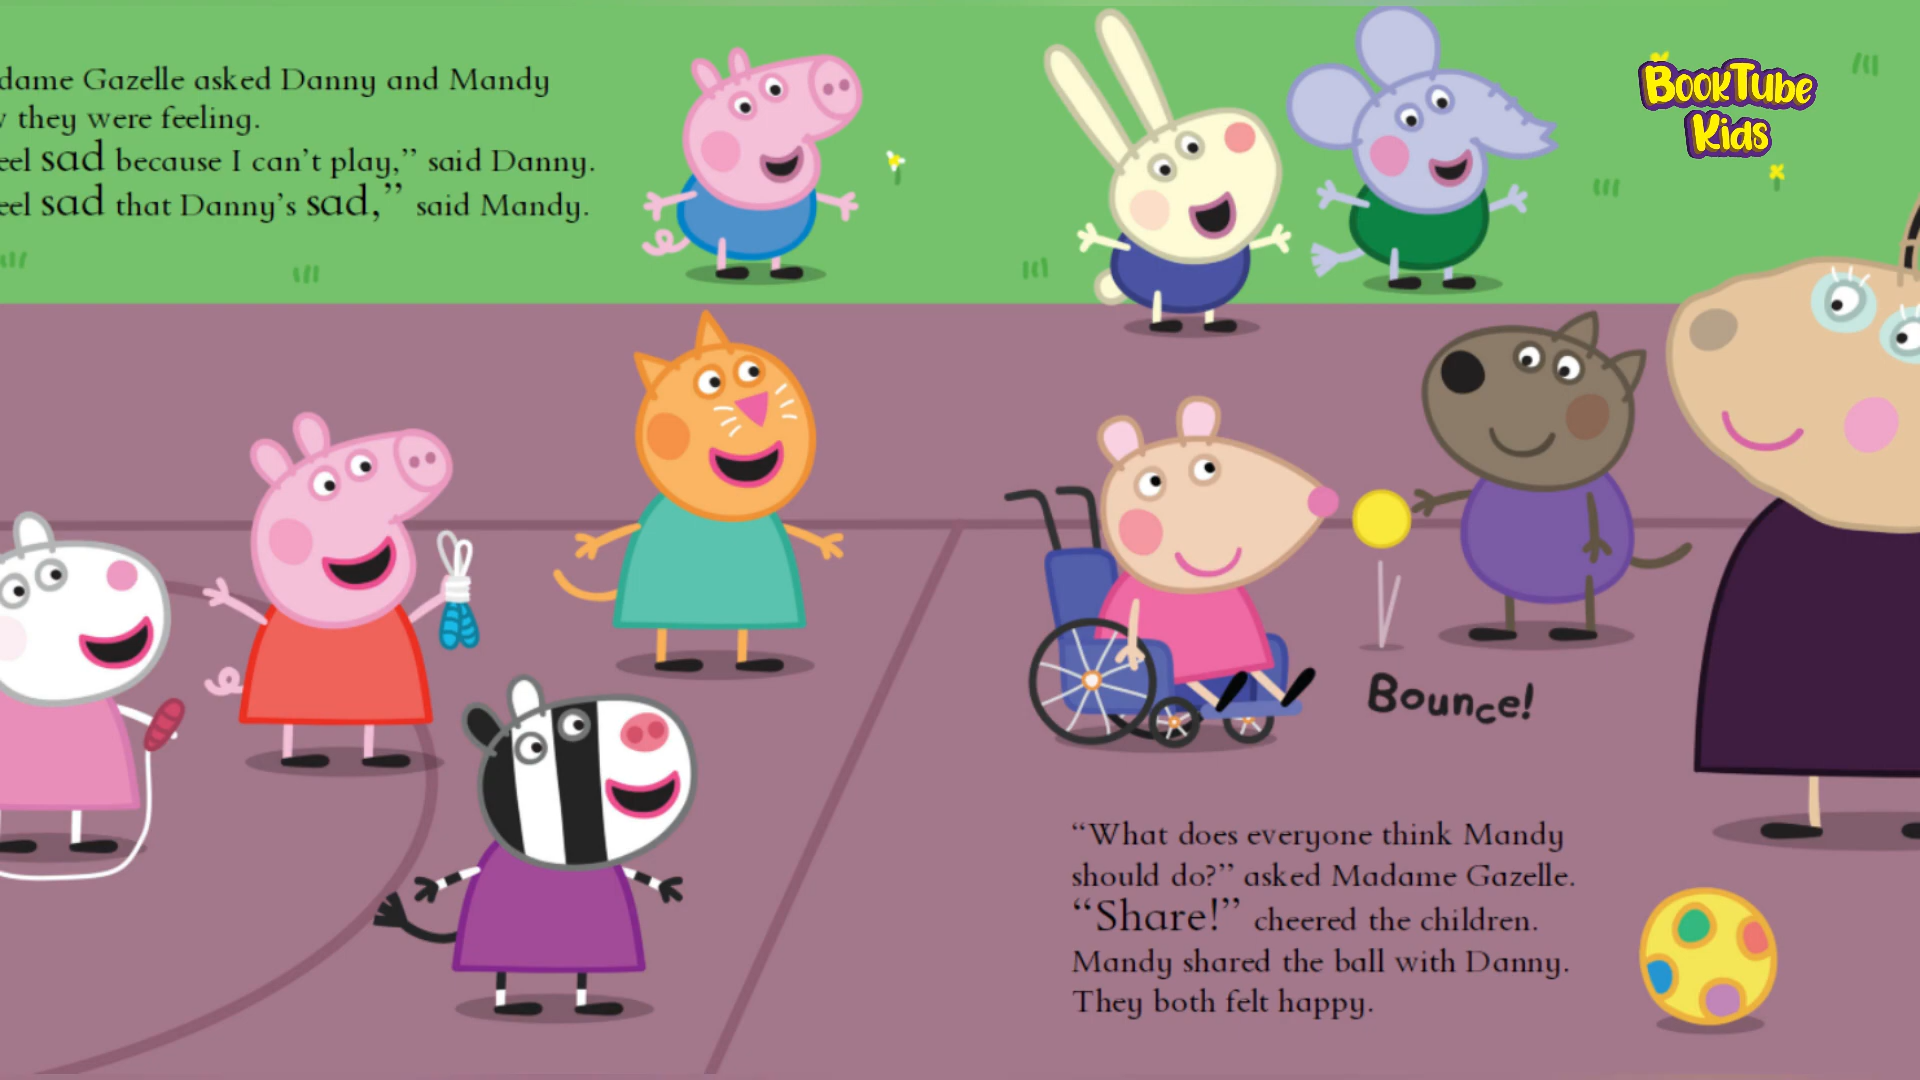 dame Gazelle asked Danny and Mandy
they were feeling.
eel sad because I can't play,” said Danny.
eel sad that Danny's sad,” said Mandy.
BookTube
Kids
Bounce!
“What does everyone think Mandy
should do?” asked Madame Gazelle.
“Share!” cheered the children.
Mandy shared the ball with Danny.
They both felt happy.